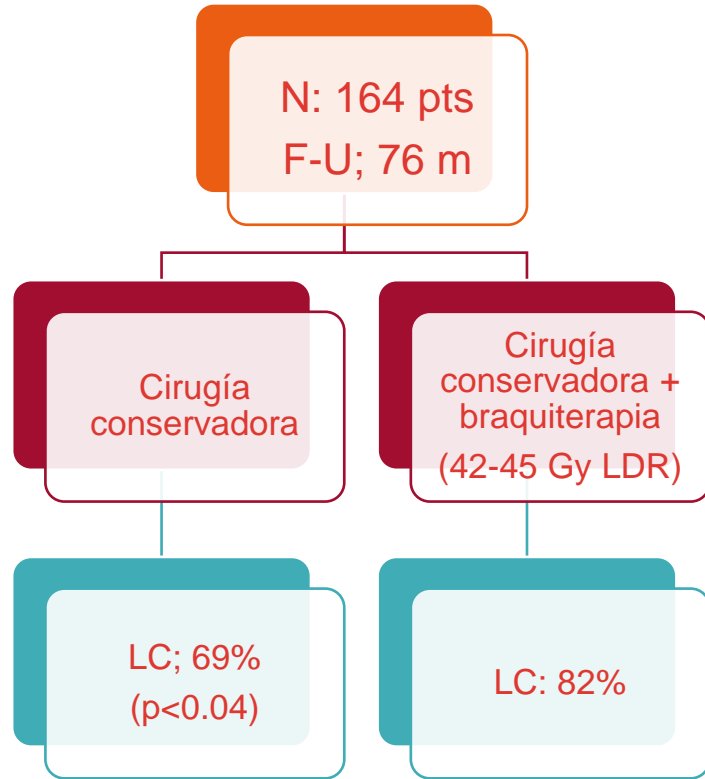 N: 164 pts
F-U; 76 m
Cirugía
conservadora
Cirugía
conservadora +
braquiterapia
(42-45 Gy LDR)
LC; 69%
(p<0.04)
LC: 82%